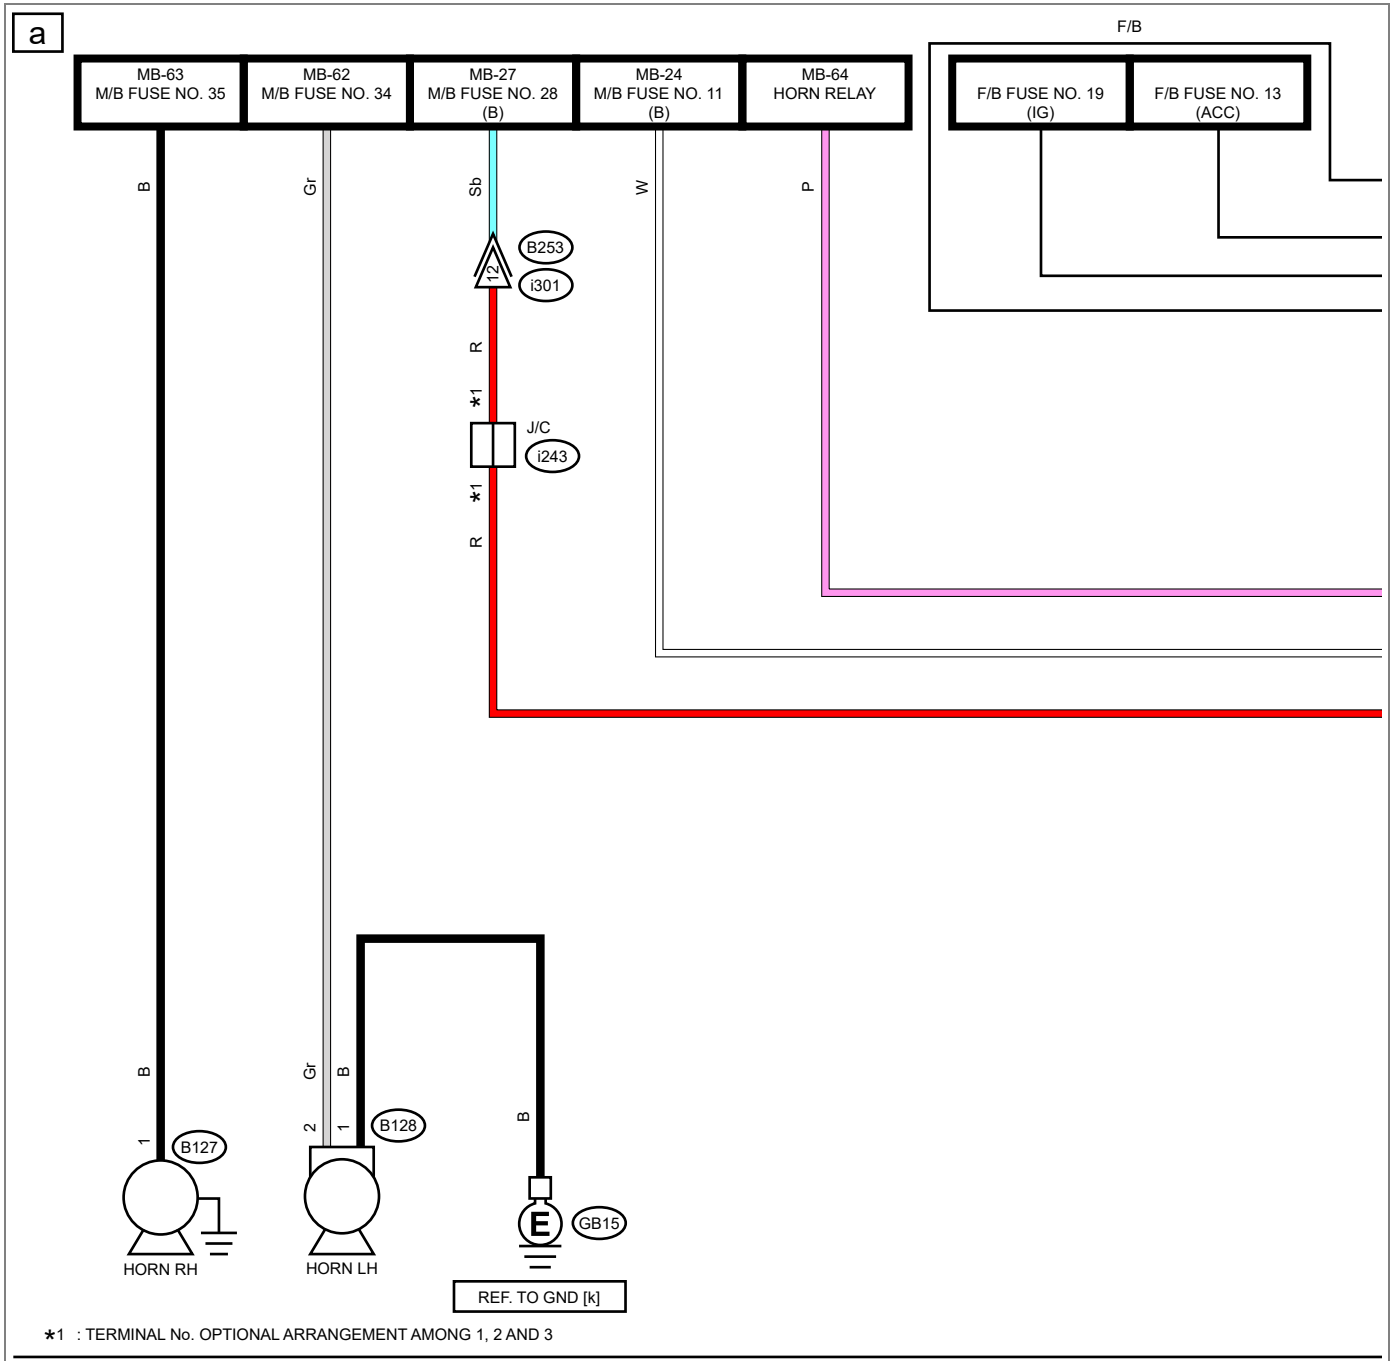 a
F/B
MB-63
M/B FUSE NO. 35
MB-62
M/B FUSE NO. 34
MB-27
M/B FUSE NO. 28
(B)
MB-24
M/B FUSE NO. 11
(B)
MB-64
HORN RELAY
F/B FUSE NO. 19
(IG)
F/B FUSE NO. 13
(ACC)
B
Gr
Sb
W
P
B253
12
i301
R
*1
J/C
i243
*1
R
B
Gr
B
B
1
B127
2
1
B128
E
GB15
HORN RH
HORN LH
REF. TO GND [k]
*1 : TERMINAL No. OPTIONAL ARRANGEMENT AMONG 1, 2 AND 3